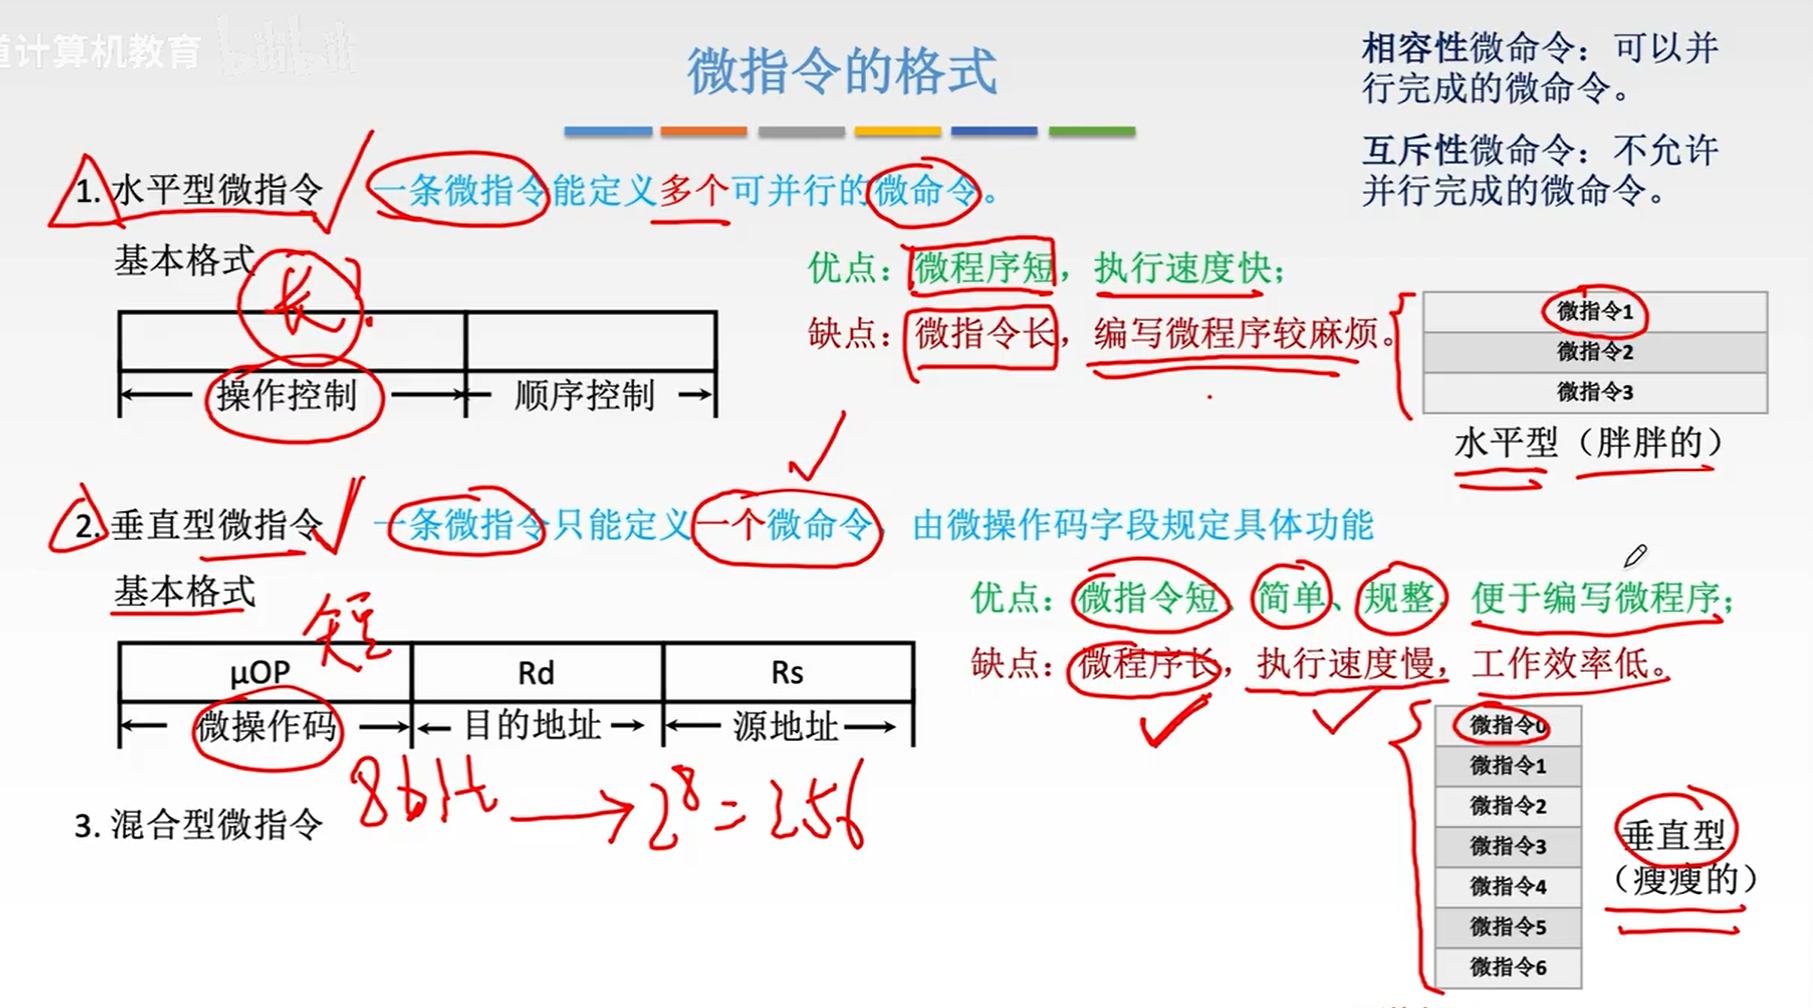 道计算机教育 bilibili
微指令的格式
相容性微命令：可以并
行完成的微命令。
互斥性微命令：不允许
并行完成的微命令。
1. 水平型微指令 一条微指令能定义多个可并行的微命令。
基本格式
长
操作控制 顺序控制
优点：微程序短，执行速度快；
缺点：微指令长，编写微程序较麻烦。
微指令1
微指令2
微指令3
水平型（胖胖的）
2. 垂直型微指令 一条微指令只能定义一个微命令，由微操作码字段规定具体功能
基本格式
短
μOP Rd Rs
微操作码 目的地址 源地址
优点：微指令短、简单、规整，便于编写微程序；
缺点：微程序长，执行速度慢，工作效率低。
8bit → 2⁸ = 256
3. 混合型微指令
微指令0
微指令1
微指令2
微指令3
微指令4
微指令5
微指令6
垂直型
（瘦瘦的）